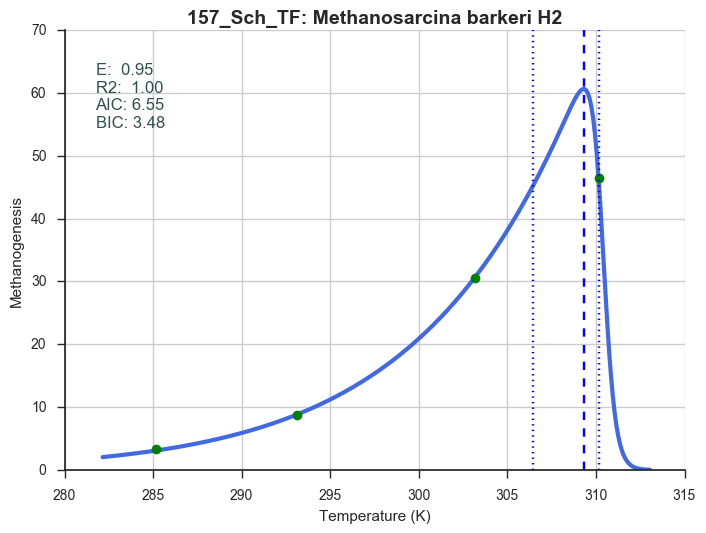 157_Sch_TF: Methanosarcina barkeri H2
70
60
50
40
30
20
10
0
E: 0.95
R2: 1.00
AIC: 6.55
BIC: 3.48
Methanogenesis
280 285 290 295 300 305 310 315
Temperature (K)